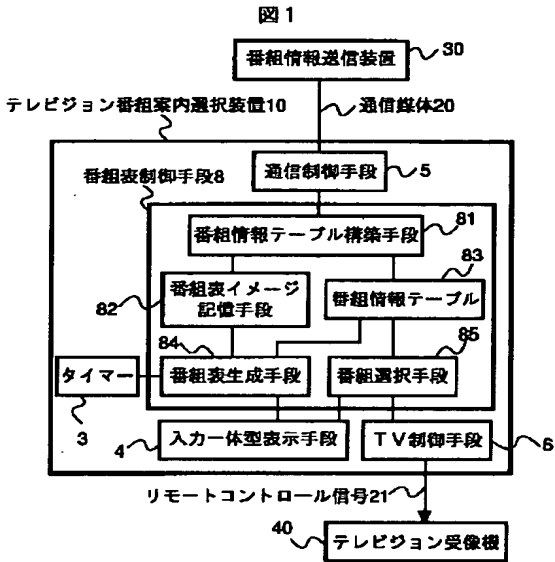 図1
番組情報送信装置
30
テレビジョン番組案内選択装置10
通信媒体20
通信制御手段
5
番組表制御手段8
番組情報テーブル構築手段
81
番組表イメージ
記憶手段
82
番組情報テーブル
83
84
85
タイマー
番組表生成手段
番組選択手段
3
4
入力一体型表示手段
TV制御手段
6
リモートコントロール信号21
40
テレビジョン受像機